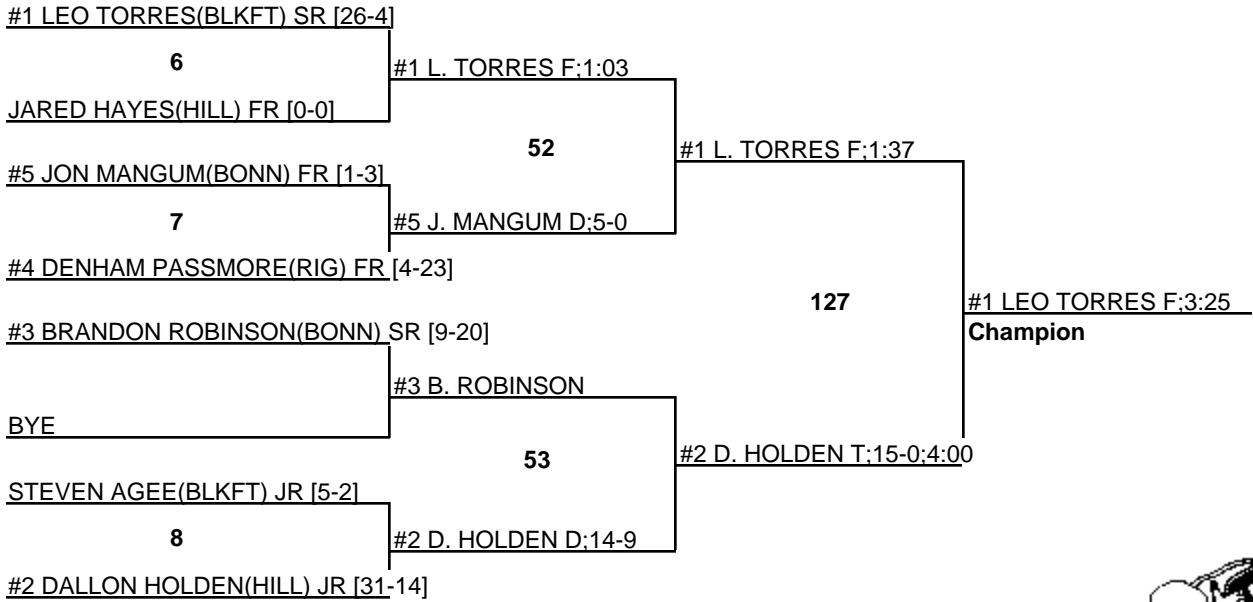 #1 LEO TORRES(BLKFT) SR [26-4]
6
#1 L. TORRES F;1:03
JARED HAYES(HILL) FR [0-0]
52
#1 L. TORRES F;1:37
#5 JON MANGUM(BONN) FR [1-3]
7
#5 J. MANGUM D;5-0
#4 DENHAM PASSMORE(RIG) FR [4-23]
127
#1 LEO TORRES F;3:25
Champion
#3 BRANDON ROBINSON(BONN) SR [9-20]
#3 B. ROBINSON
BYE
53
#2 D. HOLDEN T;15-0;4:00
STEVEN AGEE(BLKFT) JR [5-2]
8
#2 D. HOLDEN D;14-9
#2 DALLON HOLDEN(HILL) JR [31-14]